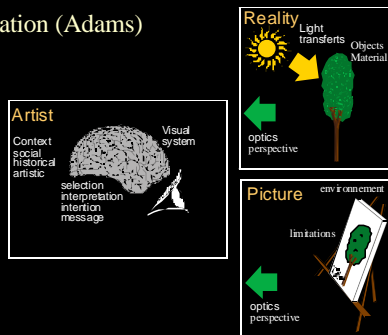 ation (Adams)
Reality
Light
transferts
Objects
Material
optics
perspective
Artist
Context
social
historical
artistic
Visual
system
selection
interpretation
intention
message
Picture
environnement
limitations
optics
perspective